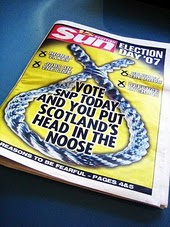 Sun
ELECTION
DAY '07
VOTE
SNP TODAY
AND YOU PUT
SCOTLAND'S
HEAD IN THE
NOOSE
REASONS TO BE FEARFUL - PAGES 4&5